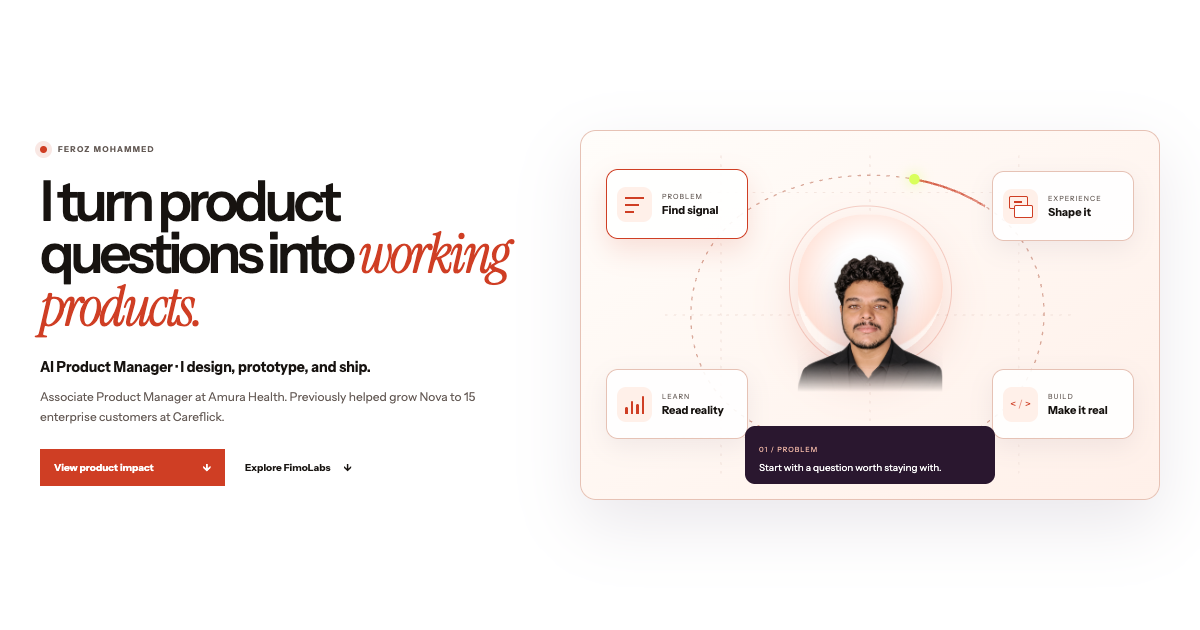 FEROZ MOHAMMED
I turn product
questions into working
products.
AI Product Manager · I design, prototype, and ship.
Associate Product Manager at Amura Health. Previously helped grow Nova to 15
enterprise customers at Careflick.
View product impact ↓
Explore FimoLabs ↓
PROBLEM
Find signal
EXPERIENCE
Shape it
LEARN
Read reality
</> BUILD
Make it real
01 / PROBLEM
Start with a question worth staying with.